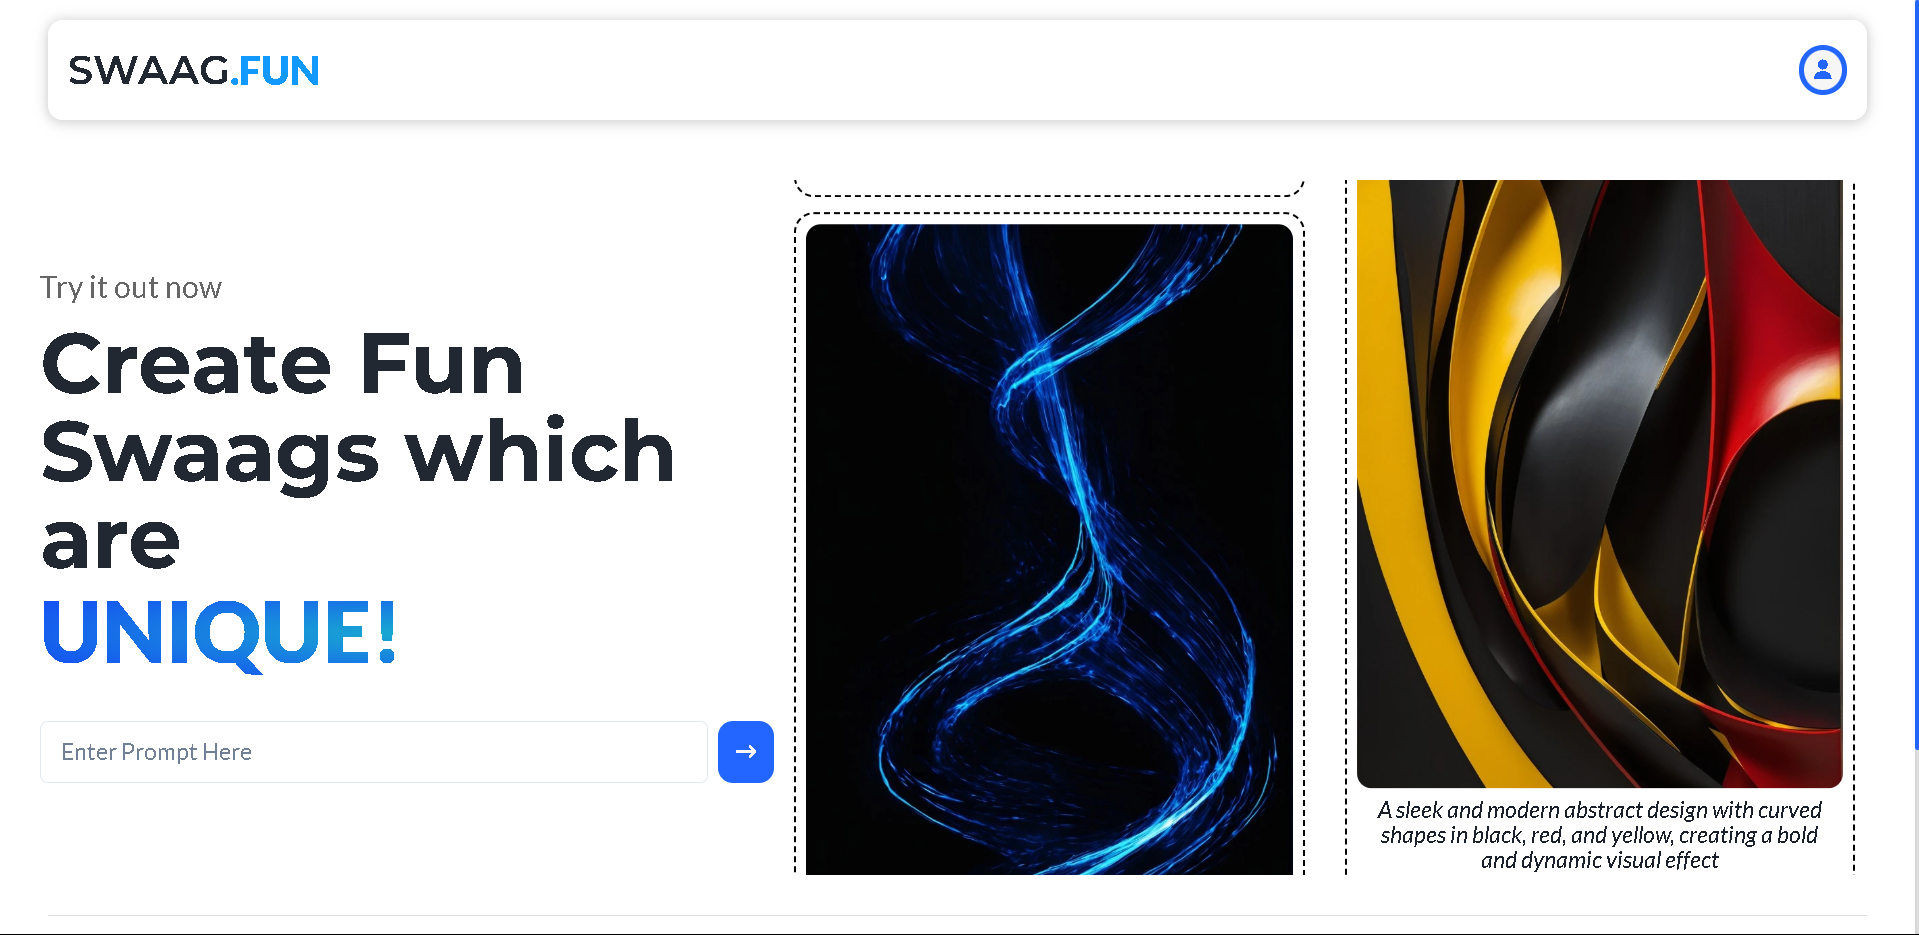 SWAAG.FUN
Try it out now
Create Fun
Swaags which
are
UNIQUE!
Enter Prompt Here
A sleek and modern abstract design with curved
shapes in black, red, and yellow, creating a bold
and dynamic visual effect